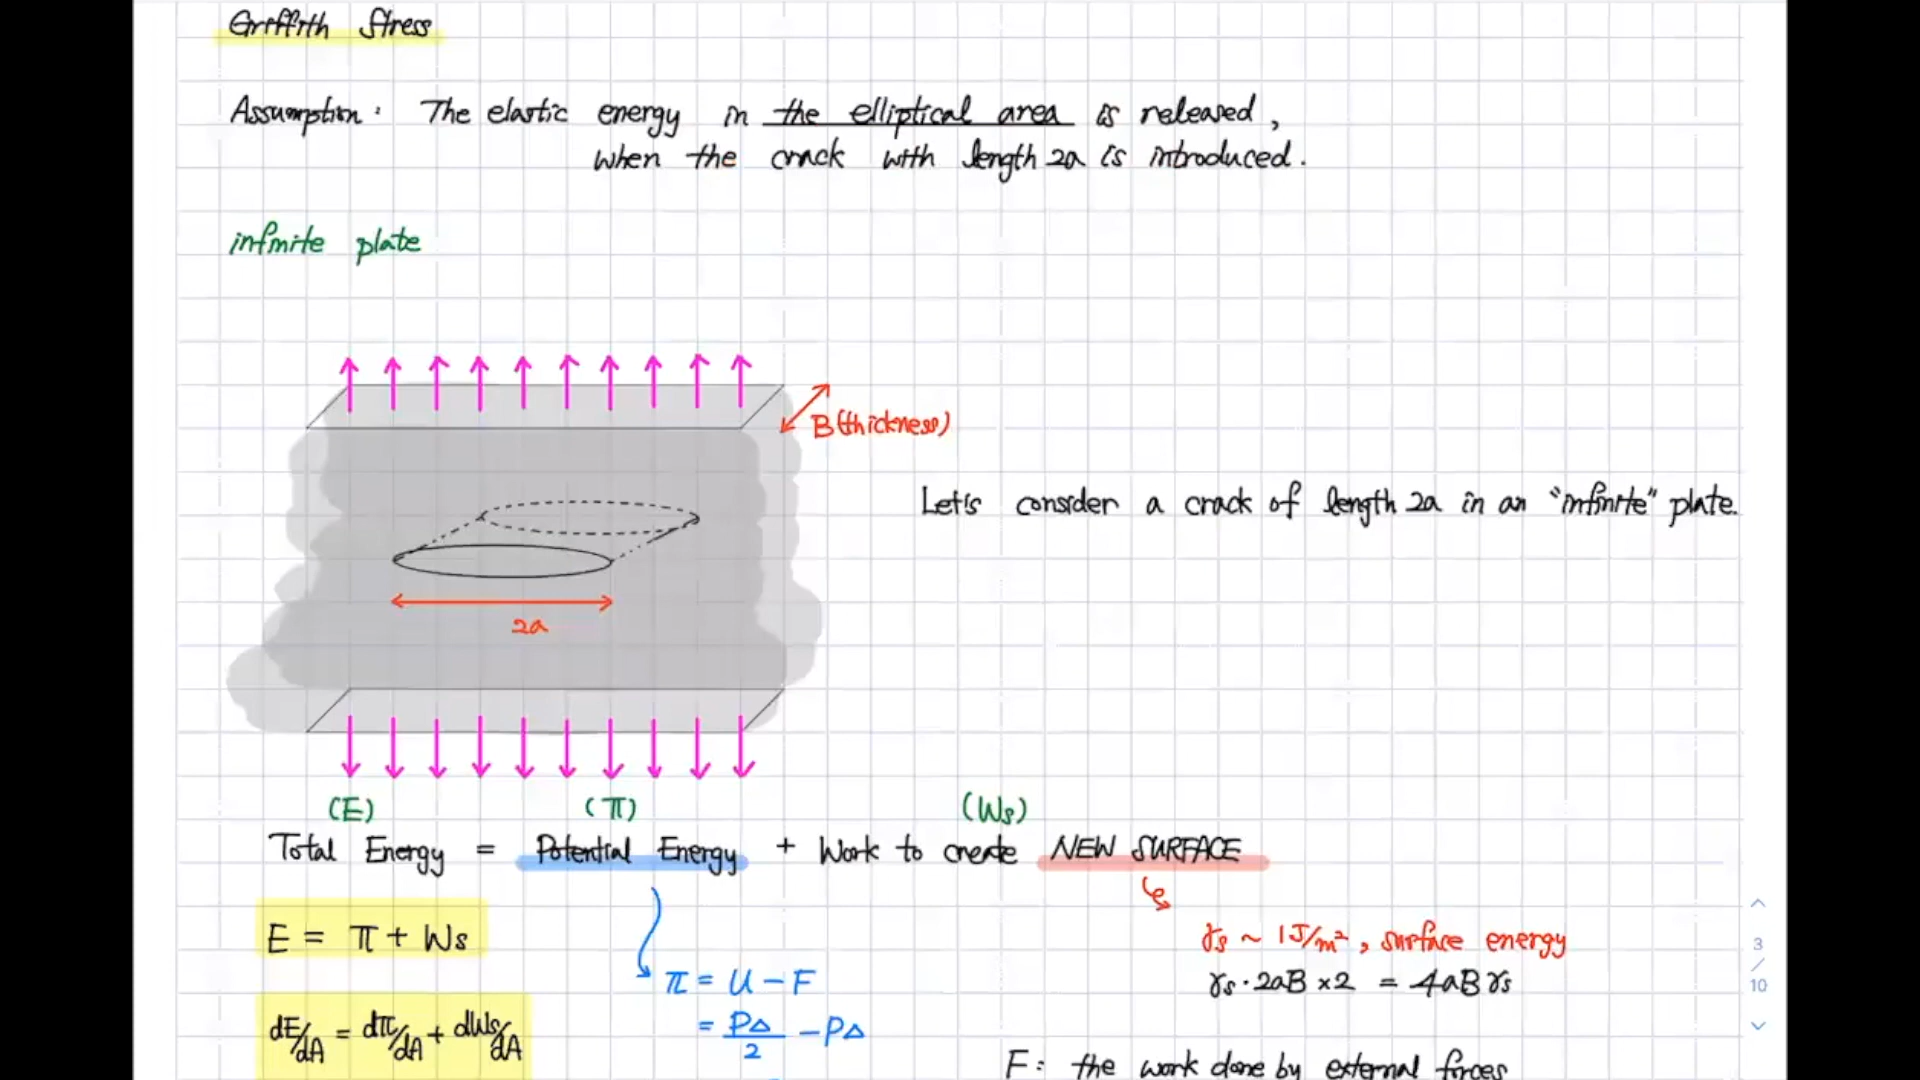 Griffith Stress
Assumption : The elastic energy in the elliptical area is released,
when the crack with length 2a is introduced.
infinite plate
B(thickness)
Let's consider a crack of length 2a in an "infinite" plate.
2a
(E) (π) (Ws)
Total Energy = Potential Energy + Work to create NEW SURFACE
γs ~ 1J/m², surface energy
E = π + Ws
3
/
10
π = U - F
γs·2aB ×2 = 4aBγs
dE/dA = dπ/dA + dWs/dA
= PΔ/2 - PΔ
F: the work done by external forces